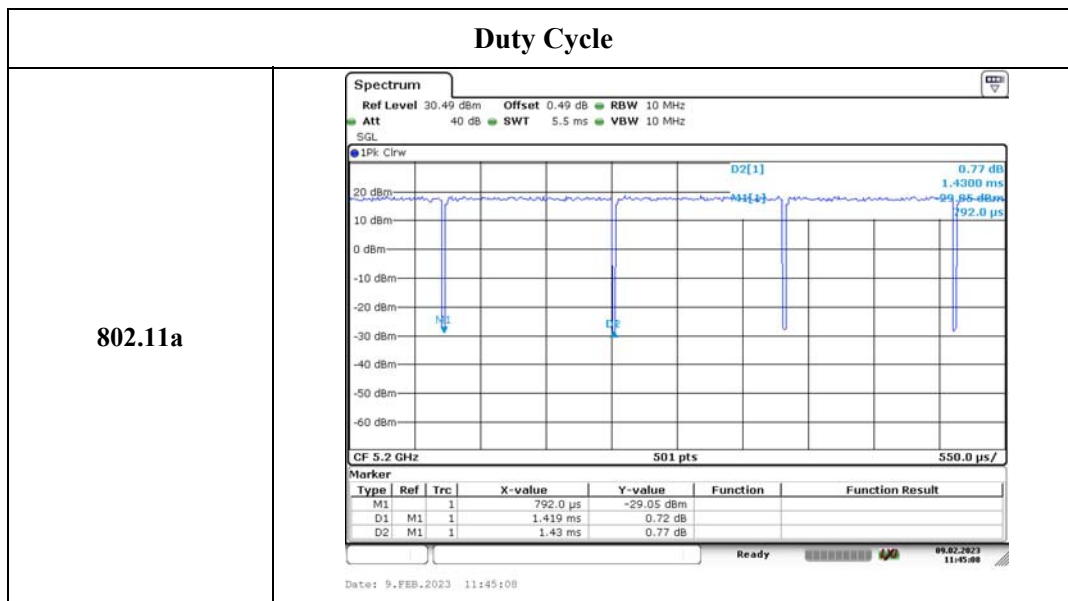 Duty Cycle
802.11a
Spectrum
Ref Level 30.49 dBm Offset 0.49 dB RBW 10 MHz
Att 40 dB SWT 5.5 ms VBW 10 MHz
SGL
1Pk Clrw
D2[1] 0.77 dB
1.4300 ms
M1[1] -29.05 dBm
792.0 µs
20 dBm
10 dBm
0 dBm
-10 dBm
-20 dBm
M1
D2
-30 dBm
-40 dBm
-50 dBm
-60 dBm
CF 5.2 GHz 501 pts 550.0 µs/
Marker
Type Ref Trc X-value Y-value Function Function Result
M1 1 792.0 µs -29.05 dBm
D1 M1 1 1.419 ms 0.72 dB
D2 M1 1 1.43 ms 0.77 dB
Ready 09.02.2023
11:45:08
Date: 9.FEB.2023 11:45:08